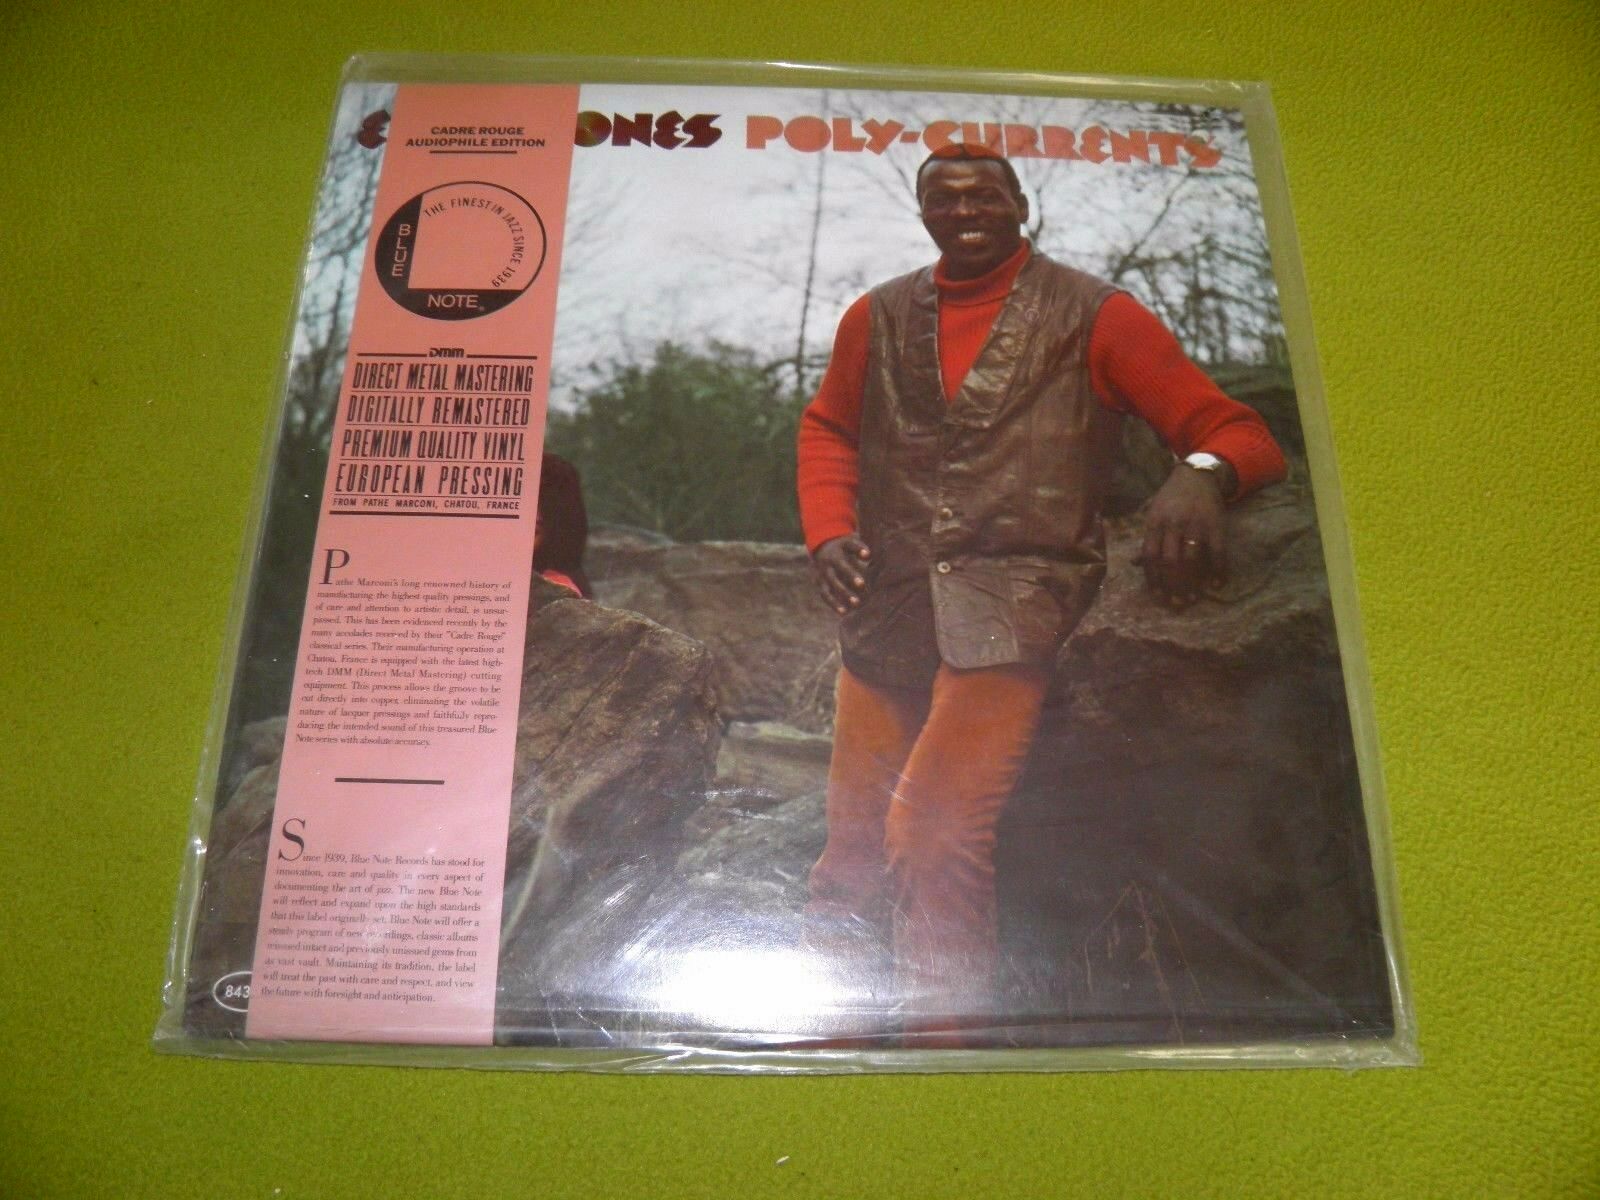 E
ONES POLY-CURRENTS
CADRE ROUGE
AUDIOPHILE EDITION
THE FINEST IN JAZZ SINCE 1939
BLUE
NOTE
DMM
DIRECT METAL MASTERING
DIGITALLY REMASTERED
PREMIUM QUALITY VINYL
EUROPEAN PRESSING
FROM PATHE MARCONI, CHATOU, FRANCE
Pathe Marconi's long renowned history of
manufacturing the highest quality pressings, and
of care and attention to artistic detail, is unsur-
passed. This has been evidenced recently by the
many accolades received by their "Cadre Rouge"
classical series. Their manufacturing operation at
Chatou, France is equipped with the latest high-
tech DMM (Direct Metal Mastering) cutting
equipment. This process allows the groove to be
cut directly into copper, eliminating the volatile
nature of lacquer pressings and faithfully repro-
ducing the intended sound of this treasured Blue
Note series with absolute accuracy.
Since 1939, Blue Note Records has stood for
innovation, care and quality in every aspect of
documenting the art of jazz. The new Blue Note
will reflect and expand upon the high standards
that this label originally set. Blue Note will offer a
steady program of new recordings, classic albums
reissued intact and previously unissued gems from
as vast vault. Maintaining its tradition, the label
will treat the past with care and respect, and view
the future with foresight and anticipation.
843